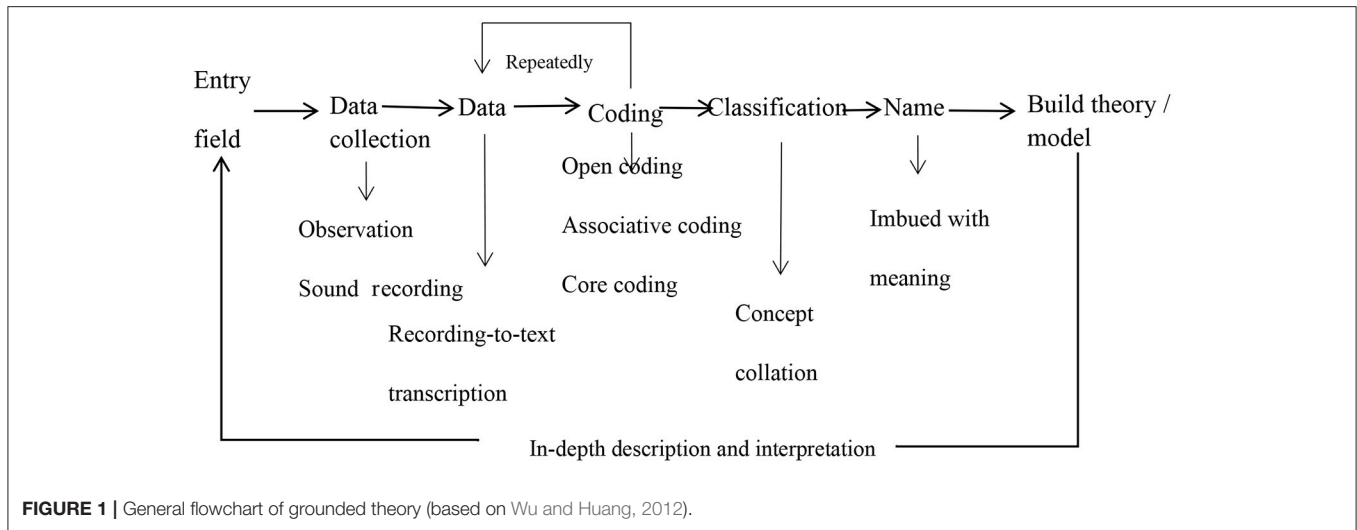 Repeatedly
Entry
field
Data
collection
Data
Coding
Classification
Name
Build theory /
model
Open coding
Associative coding
Core coding
Observation
Sound recording
Recording-to-text
transcription
Concept
collation
Imbued with
meaning
In-depth description and interpretation
FIGURE 1 | General flowchart of grounded theory (based on Wu and Huang, 2012).